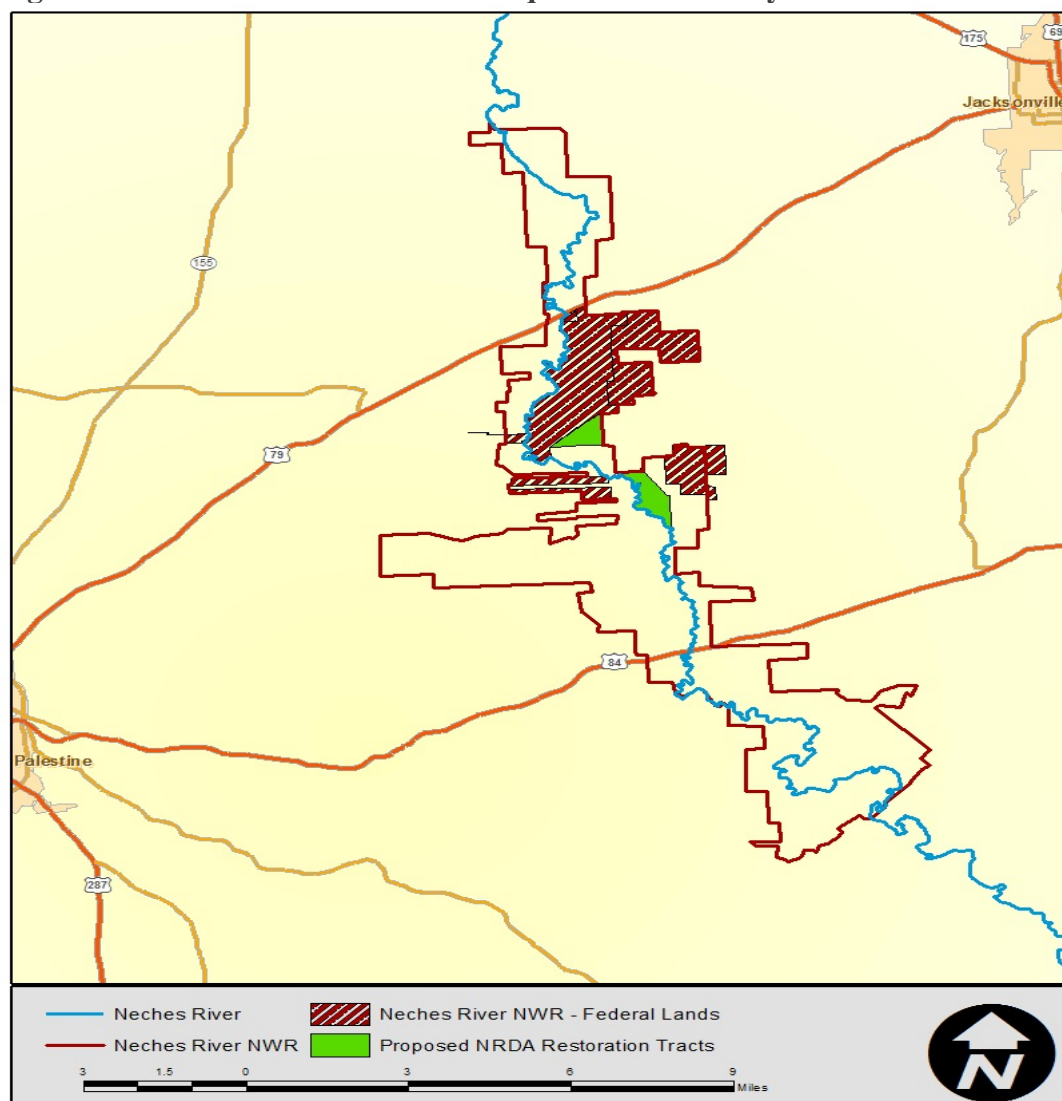 175
69
Jacksonville
155
79
84
Palestine
287
Neches River
Neches River NWR - Federal Lands
Neches River NWR
Proposed NRDA Restoration Tracts
3 1.5 0 3 6 9
Miles
N